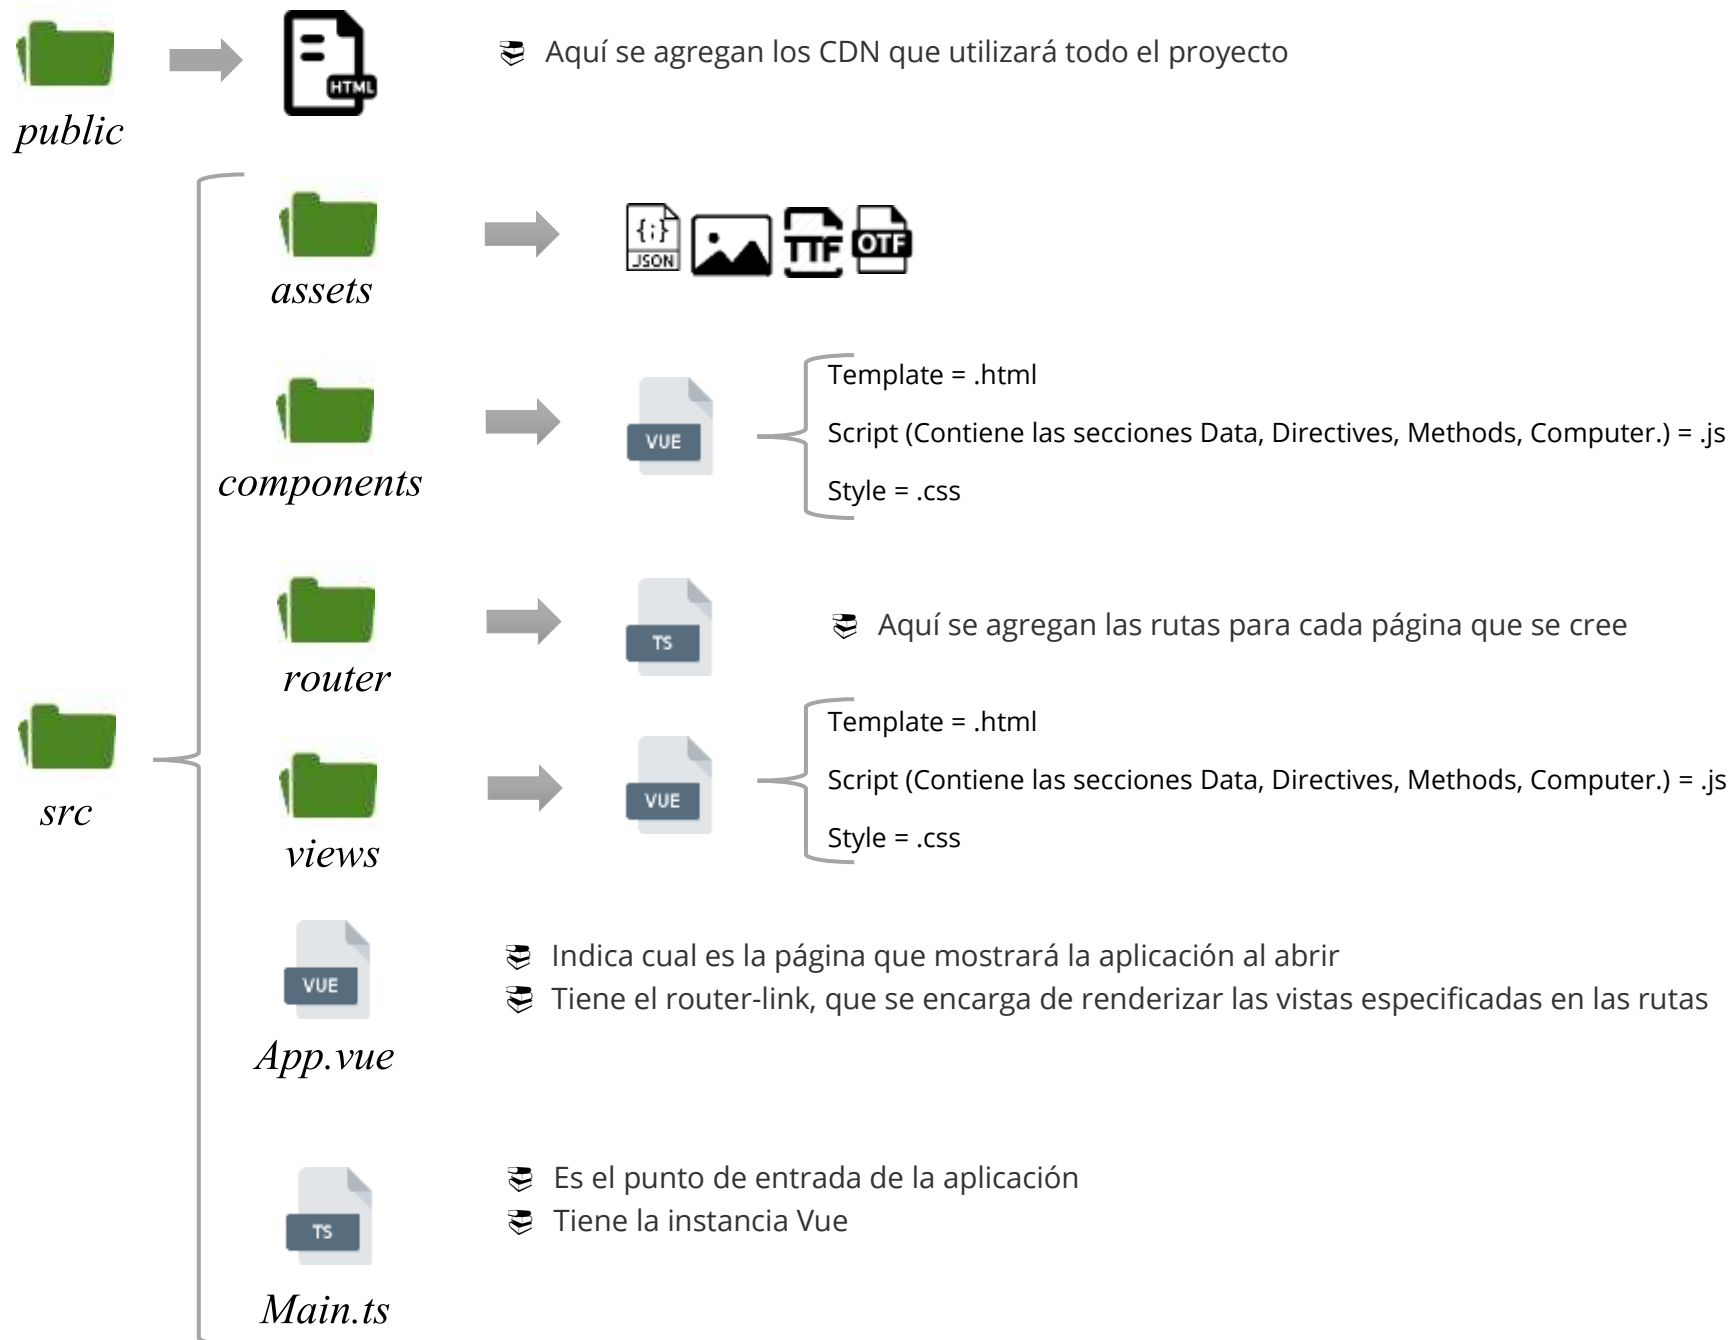 HTML
Aquí se agregan los CDN que utilizará todo el proyecto
public
{;}
JSON
TTF
OTF
assets
Template = .html
VUE
Script (Contiene las secciones Data, Directives, Methods, Computer.) = .js
components
Style = .css
TS
Aquí se agregan las rutas para cada página que se cree
router
Template = .html
VUE
Script (Contiene las secciones Data, Directives, Methods, Computer.) = .js
src
Style = .css
views
VUE
Indica cual es la página que mostrará la aplicación al abrir
Tiene el router-link, que se encarga de renderizar las vistas especificadas en las rutas
App.vue
TS
Es el punto de entrada de la aplicación
Tiene la instancia Vue
Main.ts